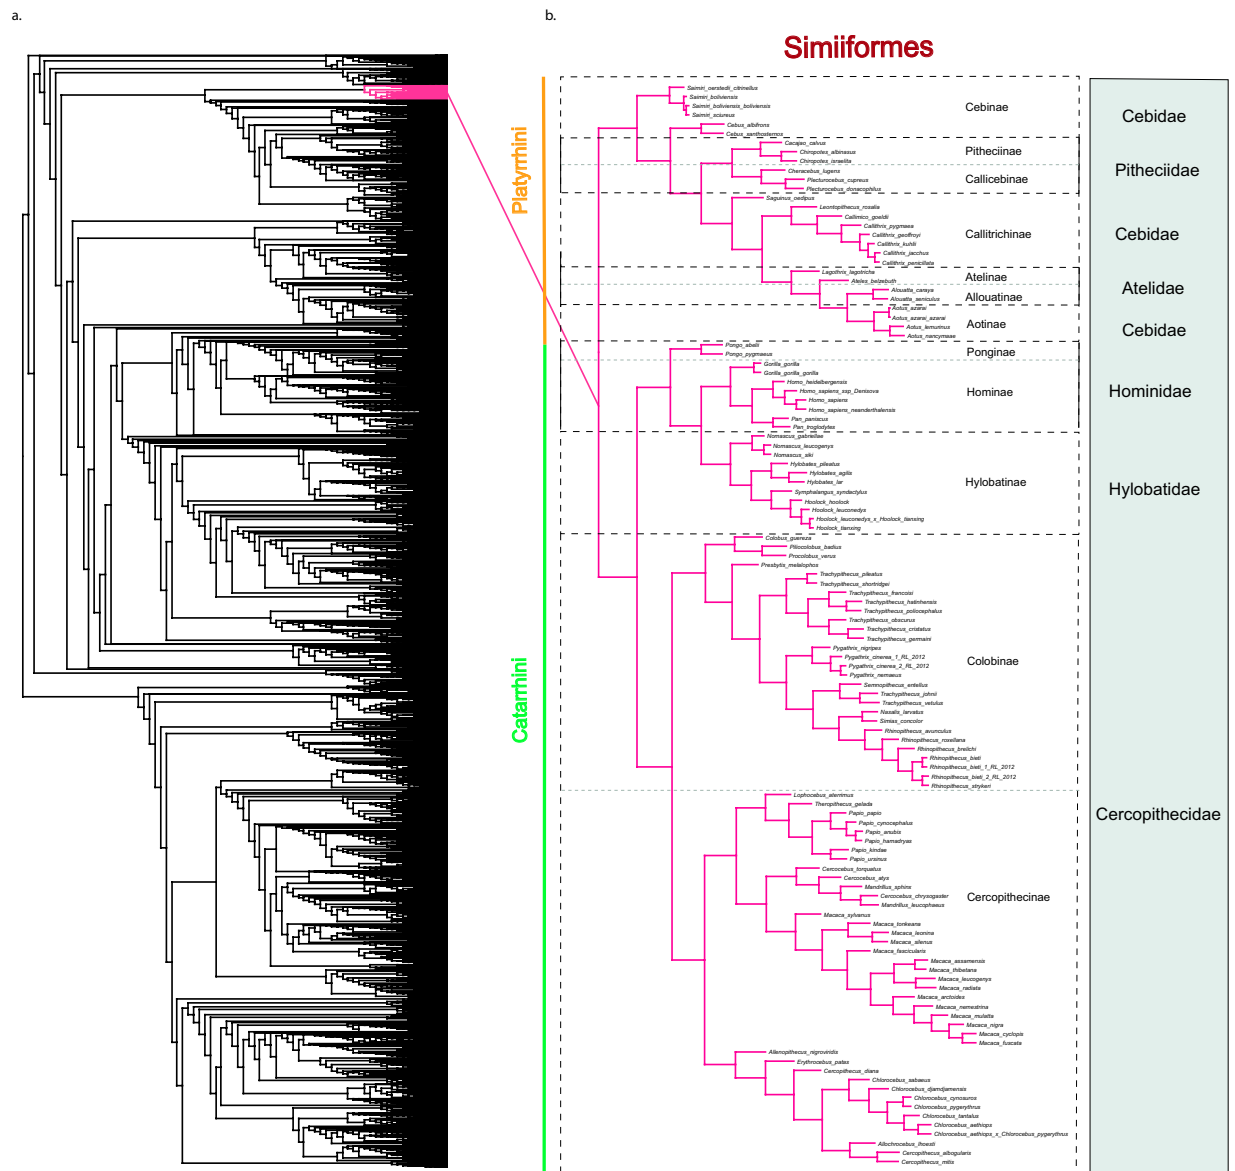 a.
b.
Simiiformes
Platyrrhini
Catarrhini
Saimiri_oerstedii_citrinellus
Saimiri_boliviensis
Saimiri_boliviensis_boliviensis
Saimiri_sciureus
Cebus_albifrons
Cebus_xanthosternos
Cebinae
Cebidae
Cacajao_calvus
Chiropotes_albinasus
Chiropotes_israelita
Pitheciinae
Cheracebus_lugens
Plecturocebus_cupreus
Plecturocebus_donacophilus
Callicebinae
Pitheciidae
Saguinus_oedipus
Leontopithecus_rosalia
Callimico_goeldii
Callithrix_pygmaea
Callithrix_geoffroyi
Callithrix_kuhlii
Callithrix_jacchus
Callithrix_penicillata
Callitrichinae
Cebidae
Lagothrix_lagotricha
Ateles_belzebuth
Atelinae
Alouatta_caraya
Alouatta_seniculus
Allouatinae
Atelidae
Aotus_azarai
Aotus_azarai_azarai
Aotus_lemurinus
Aotus_nancymaae
Aotinae
Cebidae
Pongo_abelii
Pongo_pygmaeus
Ponginae
Gorilla_gorilla
Gorilla_gorilla_gorilla
Homo_heidelbergensis
Homo_sapiens_ssp_Denisova
Homo_sapiens
Homo_sapiens_neanderthalensis
Pan_paniscus
Pan_troglodytes
Hominae
Hominidae
Nomascus_gabriellae
Nomascus_leucogenys
Nomascus_siki
Hylobates_pileatus
Hylobates_agilis
Hylobates_lar
Symphalangus_syndactylus
Hoolock_hoolock
Hoolock_leuconedys
Hoolock_leuconedys_x_Hoolock_tianxing
Hoolock_tianxing
Hylobatinae
Hylobatidae
Colobus_guereza
Piliocolobus_badius
Procolobus_verus
Presbytis_melalophos
Trachypithecus_pileatus
Trachypithecus_shortridgei
Trachypithecus_francoisi
Trachypithecus_hatinhensis
Trachypithecus_poliocephalus
Trachypithecus_obscurus
Trachypithecus_cristatus
Trachypithecus_germaini
Pygathrix_nigripes
Pygathrix_cinerea_1_RL_2012
Pygathrix_cinerea_2_RL_2012
Pygathrix_nemaeus
Semnopithecus_entellus
Trachypithecus_johnii
Trachypithecus_vetulus
Nasalis_larvatus
Simias_concolor
Rhinopithecus_avunculus
Rhinopithecus_roxellana
Rhinopithecus_brelichi
Rhinopithecus_bieti
Rhinopithecus_bieti_1_RL_2012
Rhinopithecus_bieti_2_RL_2012
Rhinopithecus_strykeri
Colobinae
Cercopithecidae
Lophocebus_aterrimus
Theropithecus_gelada
Papio_papio
Papio_cynocephalus
Papio_anubis
Papio_hamadryas
Papio_kindae
Papio_ursinus
Cercocebus_torquatus
Cercocebus_atys
Mandrillus_sphinx
Cercocebus_chrysogaster
Mandrillus_leucophaeus
Cercopithecinae
Macaca_sylvanus
Macaca_tonkeana
Macaca_leonina
Macaca_silenus
Macaca_fascicularis
Macaca_assamensis
Macaca_thibetana
Macaca_leucogenys
Macaca_radiata
Macaca_arctoides
Macaca_nemestrina
Macaca_mulatta
Macaca_nigra
Macaca_cyclopis
Macaca_fuscata
Allenopithecus_nigroviridis
Erythrocebus_patas
Cercopithecus_diana
Chlorocebus_sabaeus
Chlorocebus_djamdjamensis
Chlorocebus_cynosuros
Chlorocebus_pygerythrus
Chlorocebus_tantalus
Chlorocebus_aethiops
Chlorocebus_aethiops_x_Chlorocebus_pygerythrus
Allochrocebus_lhoesti
Cercopithecus_albogularis
Cercopithecus_mitis